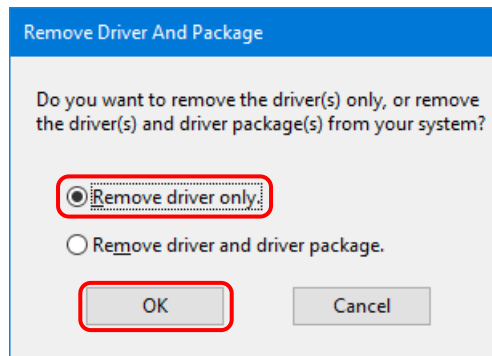 Remove Driver And Package
Do you want to remove the driver(s) only, or remove
the driver(s) and driver package(s) from your system?
Remove driver only.
Remove driver and driver package.
OK Cancel